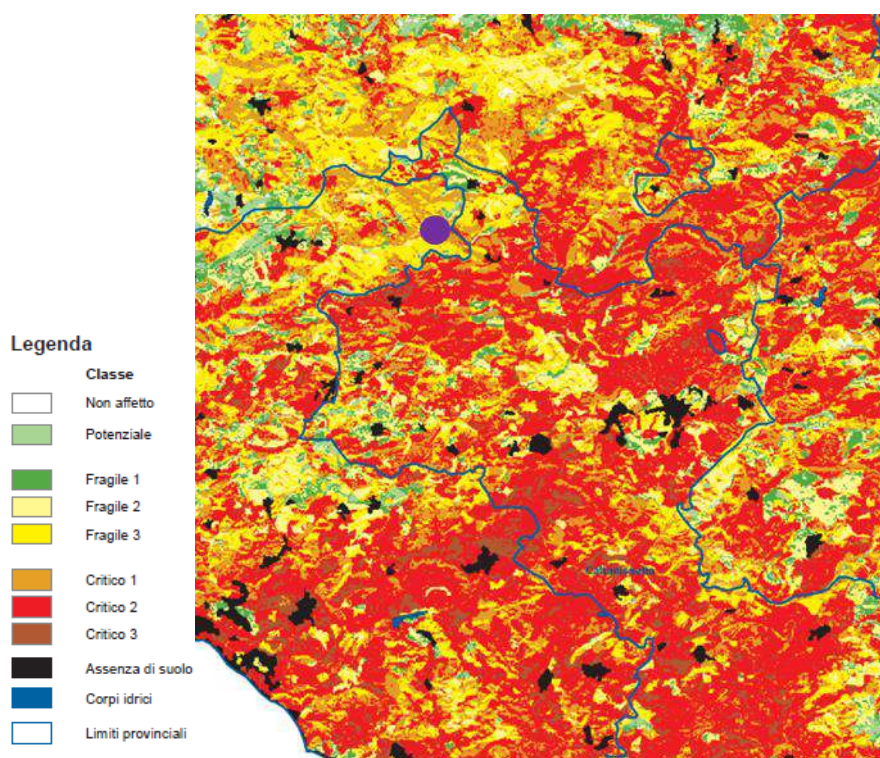 Legenda
Classe
Non affetto
Potenziale
Fragile 1
Fragile 2
Fragile 3
Critico 1
Critico 2
Critico 3
Assenza di suolo
Corpi idrici
Limiti provinciali
Caltanissetta